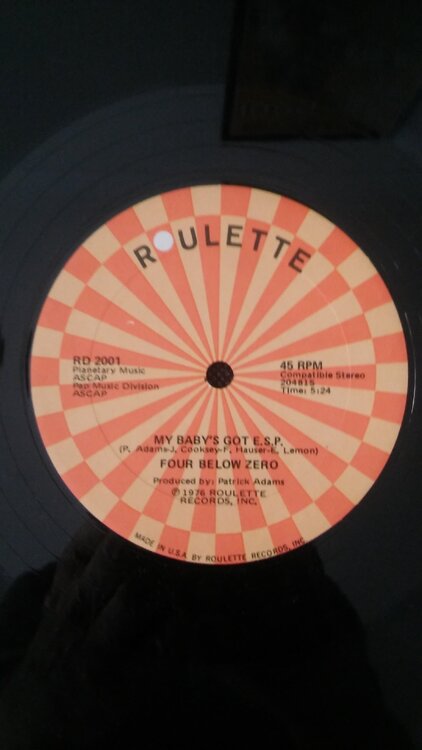 ROULETTE
RD 2001
Planetary Music
ASCAP
Pap Music Division
ASCAP
45 RPM
Compatible Stereo
204815
Time: 5:24
MY BABY'S GOT E.S.P.
(P. Adams-J. Cooksey-F. Hauser-E. Lemon)
FOUR BELOW ZERO
Produced by: Patrick Adams
℗ 1976 ROULETTE
RECORDS, INC.
MADE IN U.S.A. BY ROULETTE RECORDS, INC.